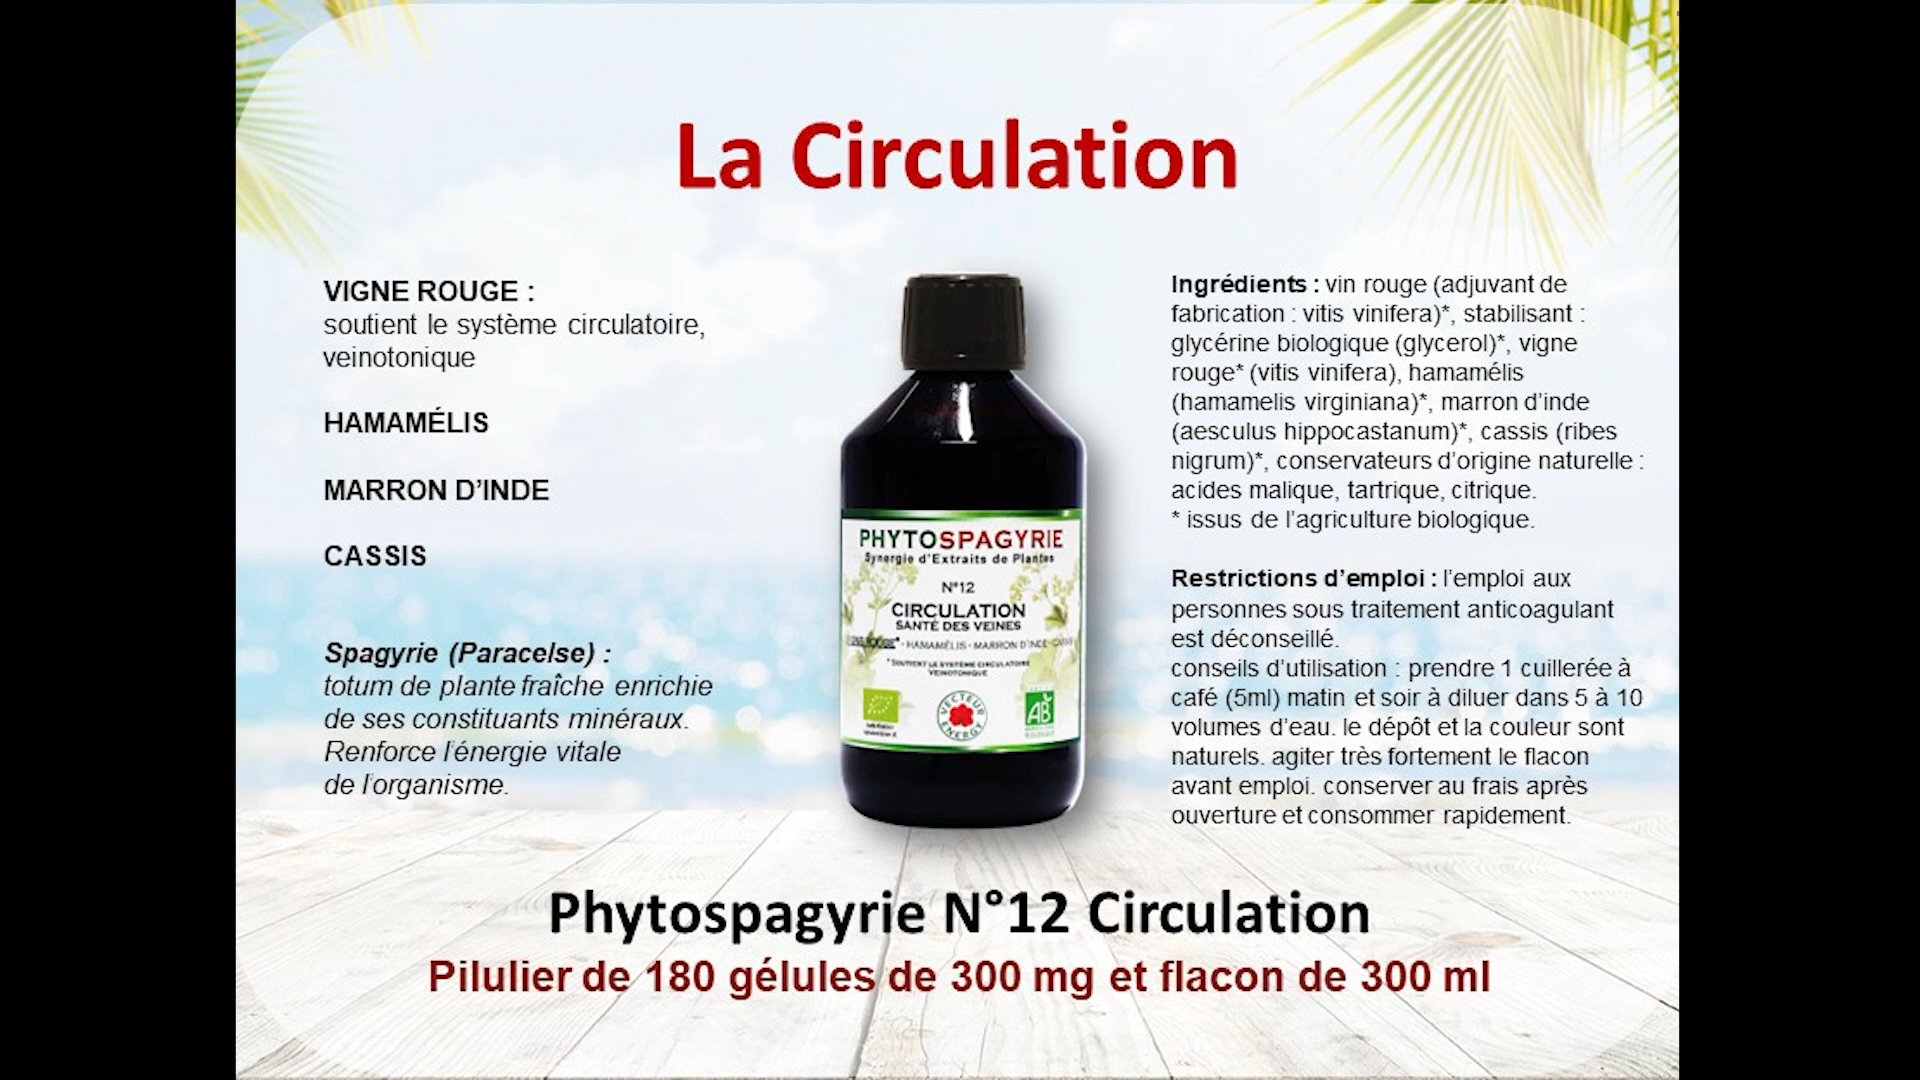 La Circulation
VIGNE ROUGE :
soutient le système circulatoire,
veinotonique
HAMAMÉLIS
MARRON D’INDE
CASSIS
Spagyrie (Paracelse) :
totum de plante fraîche enrichie
de ses constituants minéraux.
Renforce l’énergie vitale
de l’organisme.
PHYTOSPAGYRIE
Synergie d'Extraits de Plantes
N°12
CIRCULATION
SANTÉ DES VEINES
- HAMAMÉLIS - MARRON D'INDE -
* SOUTIENT LE SYSTÈME CIRCULATOIRE
VEINOTONIQUE
VECTEUR ENERGY
AB
Ingrédients : vin rouge (adjuvant de
fabrication : vitis vinifera)*, stabilisant :
glycérine biologique (glycerol)*, vigne
rouge* (vitis vinifera), hamamélis
(hamamelis virginiana)*, marron d’inde
(aesculus hippocastanum)*, cassis (ribes
nigrum)*, conservateurs d’origine naturelle :
acides malique, tartrique, citrique.
* issus de l’agriculture biologique.
Restrictions d’emploi : l’emploi aux
personnes sous traitement anticoagulant
est déconseillé.
conseils d’utilisation : prendre 1 cuillerée à
café (5ml) matin et soir à diluer dans 5 à 10
volumes d’eau. le dépôt et la couleur sont
naturels. agiter très fortement le flacon
avant emploi. conserver au frais après
ouverture et consommer rapidement.
Phytospagyrie N°12 Circulation
Pilulier de 180 gélules de 300 mg et flacon de 300 ml